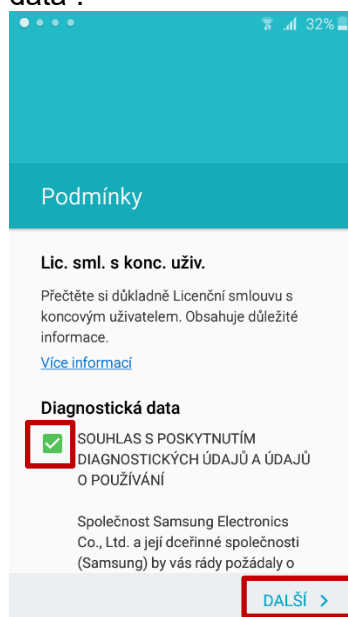 data".
32%
Podmínky
Lic. sml. s konc. uživ.
Přečtěte si důkladně Licenční smlouvu s
koncovým uživatelem. Obsahuje důležité
informace.
Více informací
Diagnostická data
SOUHLAS S POSKYTNUTÍM
DIAGNOSTICKÝCH ÚDAJŮ A ÚDAJŮ
O POUŽÍVÁNÍ
Společnost Samsung Electronics
Co., Ltd. a její dceřinné společnosti
(Samsung) by vás rády požádaly o
DALŠÍ >